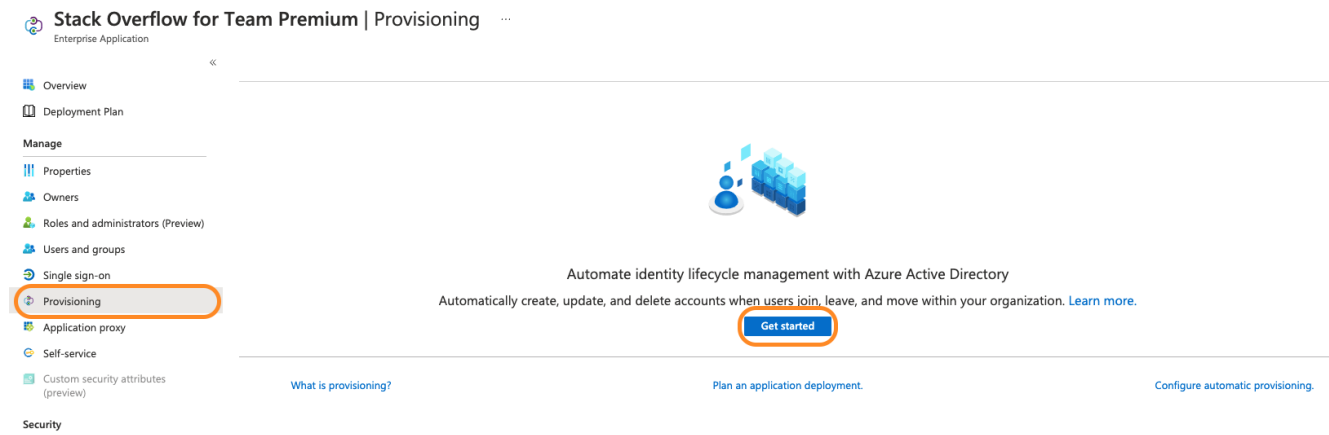 Stack Overflow for Team Premium | Provisioning ...
Enterprise Application
«
Overview
Deployment Plan
Manage
Properties
Owners
Roles and administrators (Preview)
Users and groups
Single sign-on
Provisioning
Application proxy
Self-service
Custom security attributes
(preview)
Security
Automate identity lifecycle management with Azure Active Directory
Automatically create, update, and delete accounts when users join, leave, and move within your organization. Learn more.
Get started
What is provisioning?
Plan an application deployment.
Configure automatic provisioning.